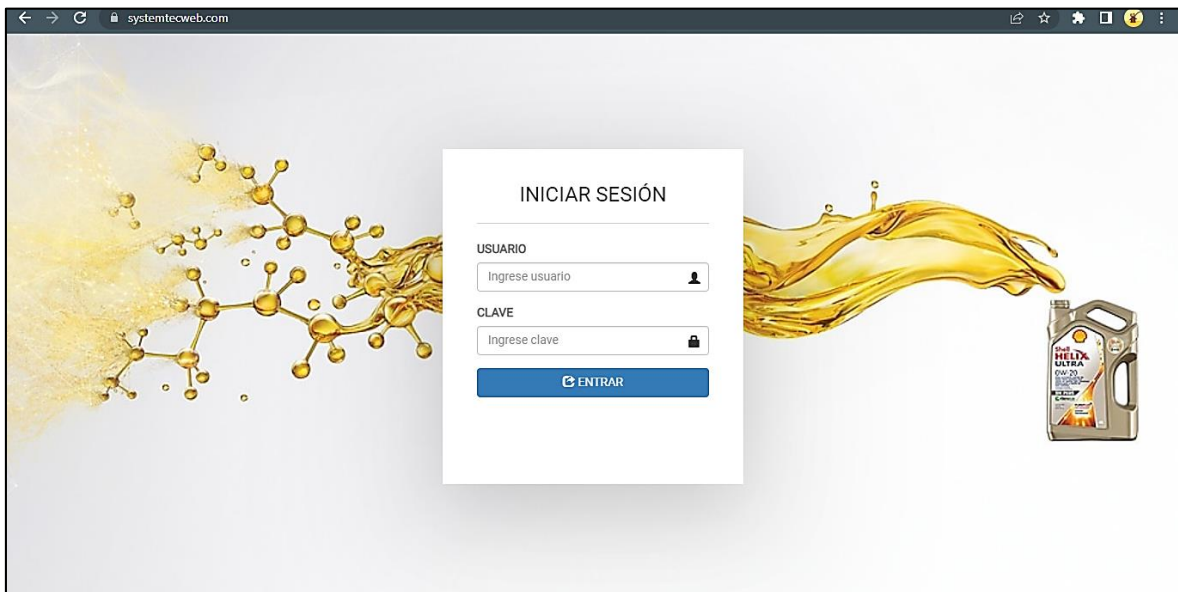 systemtecweb.com
INICIAR SESIÓN
USUARIO
Ingrese usuario
CLAVE
Ingrese clave
ENTRAR
Shell
HELIX
ULTRA
0W-20